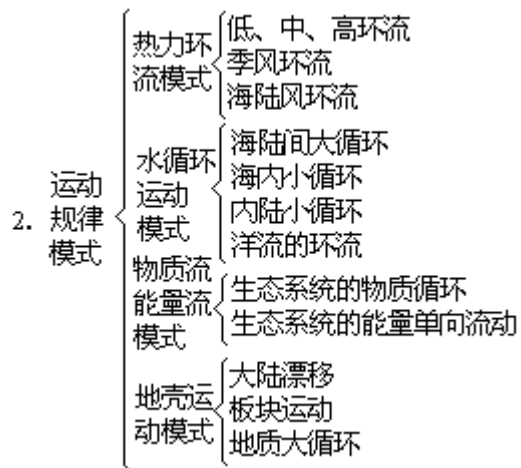 2. 运动规律模式
热力环流模式
低、中、高环流
季风环流
海陆风环流
水循环运动模式
海陆间大循环
海内小循环
内陆小循环
洋流的环流
物质流能量流模式
生态系统的物质循环
生态系统的能量单向流动
地壳运动模式
大陆漂移
板块运动
地质大循环